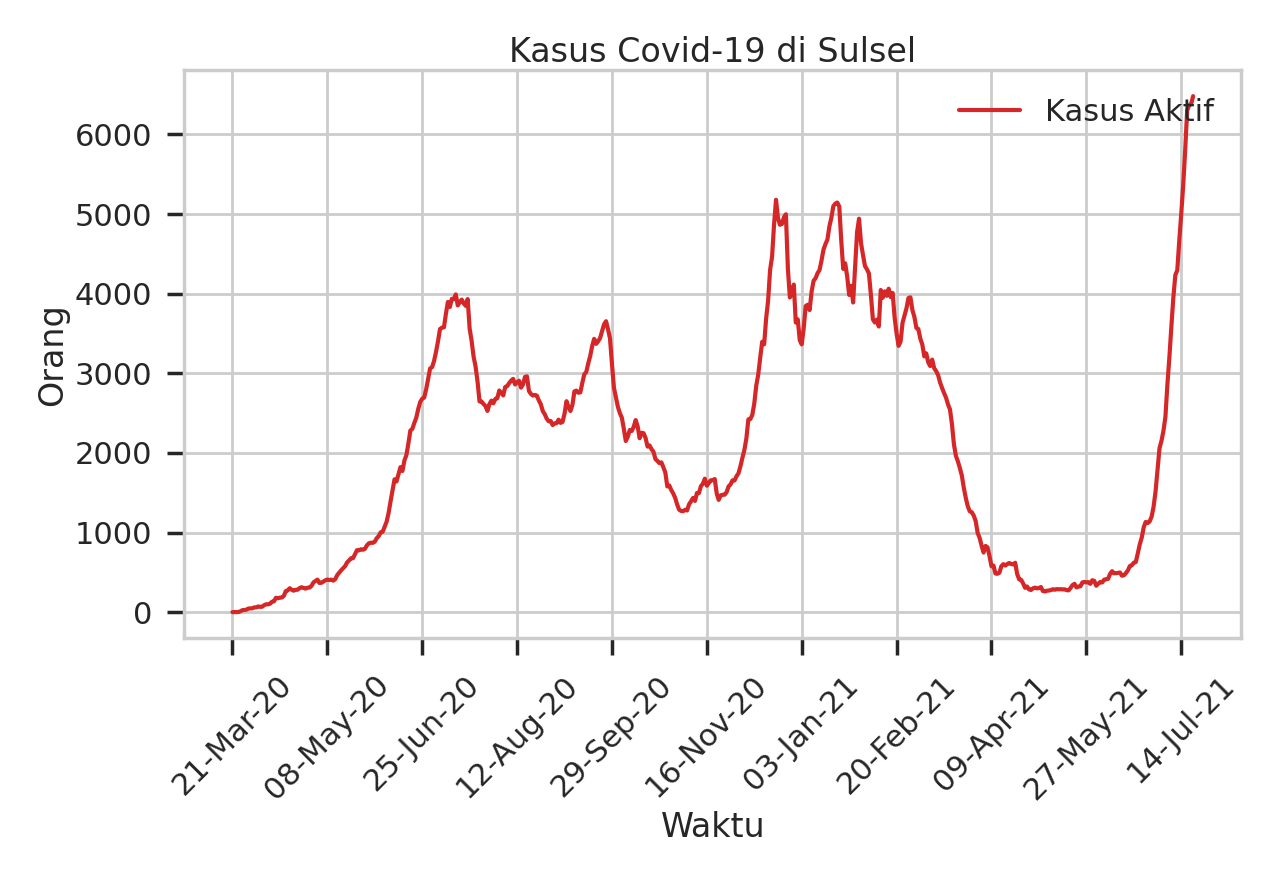 Kasus Covid-19 di Sulsel
Kasus Aktif
6000
5000
4000
3000
2000
1000
0
Orang
21-Mar-20
08-May-20
25-Jun-20
12-Aug-20
29-Sep-20
16-Nov-20
03-Jan-21
20-Feb-21
09-Apr-21
27-May-21
14-Jul-21
Waktu